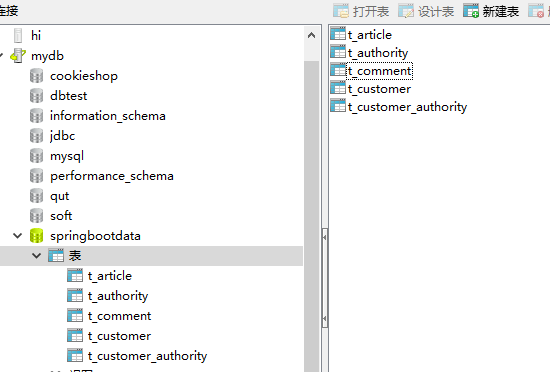 连接
hi
mydb
cookieshop
dbtest
information_schema
jdbc
mysql
performance_schema
qut
soft
springbootdata
表
t_article
t_authority
t_comment
t_customer
t_customer_authority
打开表 设计表 新建表
t_article
t_authority
t_comment
t_customer
t_customer_authority